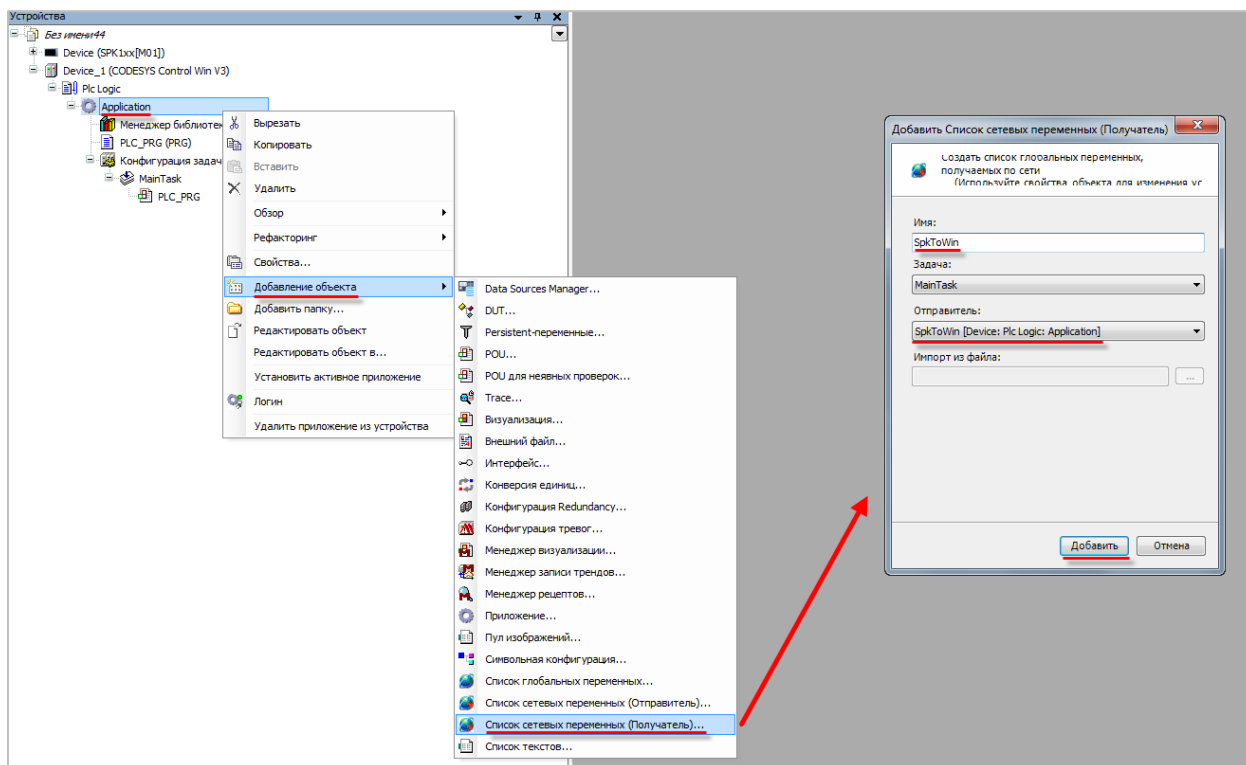 Устройства
Без имени44
Device (SPK1xx[M01])
Device_1 (CODESYS Control Win V3)
Plc Logic
Application
Менеджер библиотек
PLC_PRG (PRG)
Конфигурация задач
MainTask
PLC_PRG
Вырезать
Копировать
Вставить
Удалить
Обзор
Рефакторинг
Свойства...
Добавление объекта
Добавить папку...
Редактировать объект
Редактировать объект в...
Установить активное приложение
Логин
Удалить приложение из устройства
Data Sources Manager...
DUT...
Persistent-переменные...
POU...
POU для неявных проверок...
Trace...
Визуализация...
Внешний файл...
Интерфейс...
Конверсия единиц...
Конфигурация Redundancy...
Конфигурация тревог...
Менеджер визуализации...
Менеджер записи трендов...
Менеджер рецептов...
Приложение...
Пул изображений...
Символьная конфигурация...
Список глобальных переменных...
Список сетевых переменных (Отправитель)...
Список сетевых переменных (Получатель)...
Список текстов...
Добавить Список сетевых переменных (Получатель)
Создать список глобальных переменных,
получаемых по сети
(Используйте свойства объекта для изменения ус
Имя:
SpkToWin
Задача:
MainTask
Отправитель:
SpkToWin [Device: Plc Logic: Application]
Импорт из файла:
...
Добавить
Отмена